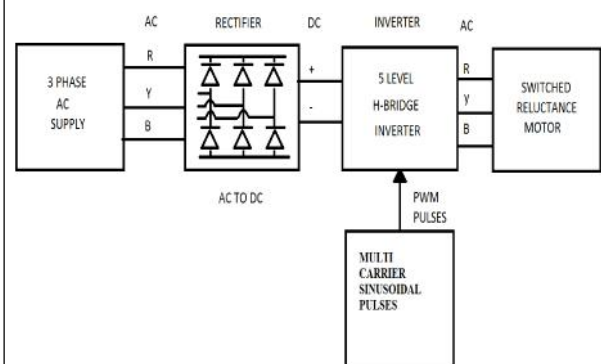 AC
RECTIFIER
DC
INVERTER
AC
3 PHASE
AC
SUPPLY
R
Y
B
+
-
5 LEVEL
H-BRIDGE
INVERTER
R
Y
B
SWITCHED
RELUCTANCE
MOTOR
AC TO DC
PWM
PULSES
MULTI
CARRIER
SINUSOIDAL
PULSES